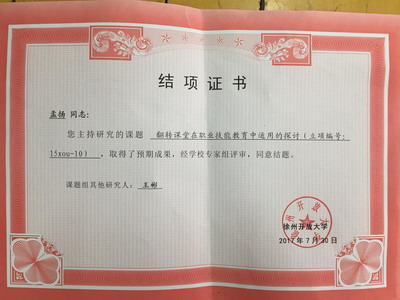 结项证书
孟扬 同志:
您主持研究的课题 翻转课堂在职业技能教育中运用的探讨(立项编号:
15xou-10),取得了预期成果,经学校专家组评审,同意结题。
课题组其他研究人: 王彬
徐州开放大学
2017年7月30日